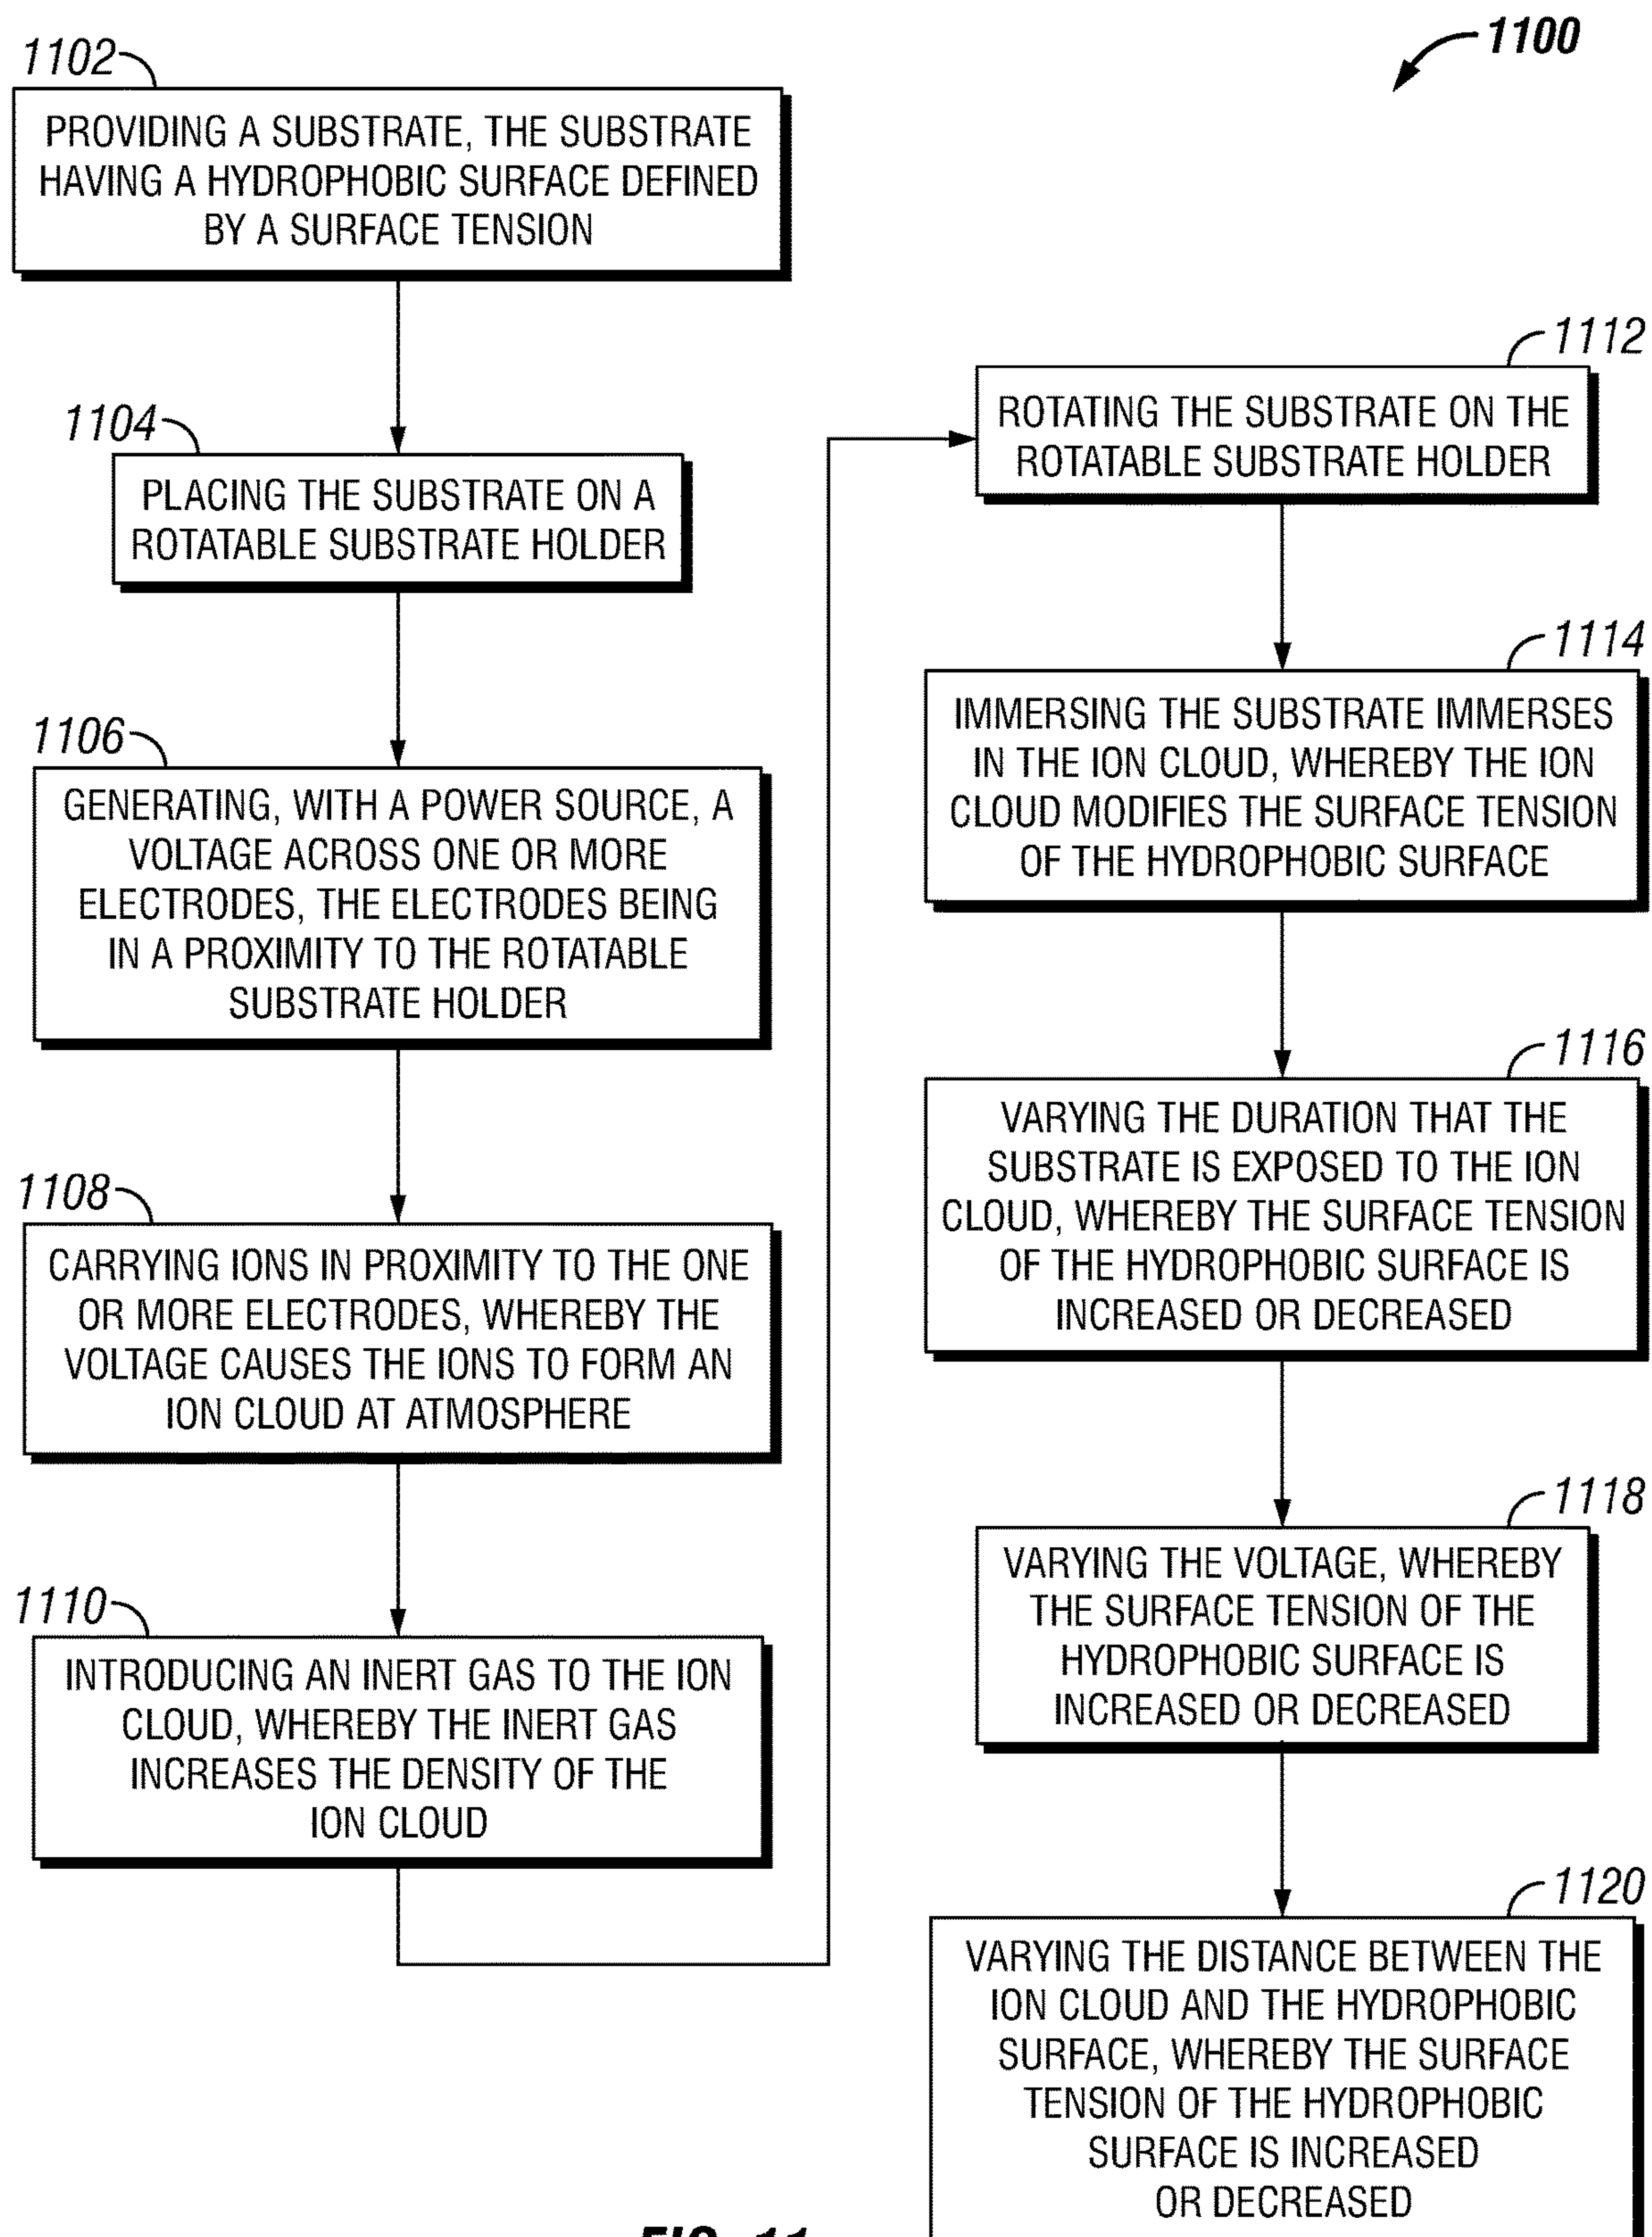 1100
1102
PROVIDING A SUBSTRATE, THE SUBSTRATE
HAVING A HYDROPHOBIC SURFACE DEFINED
BY A SURFACE TENSION
1104
PLACING THE SUBSTRATE ON A
ROTATABLE SUBSTRATE HOLDER
1106
GENERATING, WITH A POWER SOURCE, A
VOLTAGE ACROSS ONE OR MORE
ELECTRODES, THE ELECTRODES BEING
IN A PROXIMITY TO THE ROTATABLE
SUBSTRATE HOLDER
1108
CARRYING IONS IN PROXIMITY TO THE ONE
OR MORE ELECTRODES, WHEREBY THE
VOLTAGE CAUSES THE IONS TO FORM AN
ION CLOUD AT ATMOSPHERE
1110
INTRODUCING AN INERT GAS TO THE ION
CLOUD, WHEREBY THE INERT GAS
INCREASES THE DENSITY OF THE
ION CLOUD
1112
ROTATING THE SUBSTRATE ON THE
ROTATABLE SUBSTRATE HOLDER
1114
IMMERSING THE SUBSTRATE IMMERSES
IN THE ION CLOUD, WHEREBY THE ION
CLOUD MODIFIES THE SURFACE TENSION
OF THE HYDROPHOBIC SURFACE
1116
VARYING THE DURATION THAT THE
SUBSTRATE IS EXPOSED TO THE ION
CLOUD, WHEREBY THE SURFACE TENSION
OF THE HYDROPHOBIC SURFACE IS
INCREASED OR DECREASED
1118
VARYING THE VOLTAGE, WHEREBY
THE SURFACE TENSION OF THE
HYDROPHOBIC SURFACE IS
INCREASED OR DECREASED
1120
VARYING THE DISTANCE BETWEEN THE
ION CLOUD AND THE HYDROPHOBIC
SURFACE, WHEREBY THE SURFACE
TENSION OF THE HYDROPHOBIC
SURFACE IS INCREASED
OR DECREASED
FIG. 11